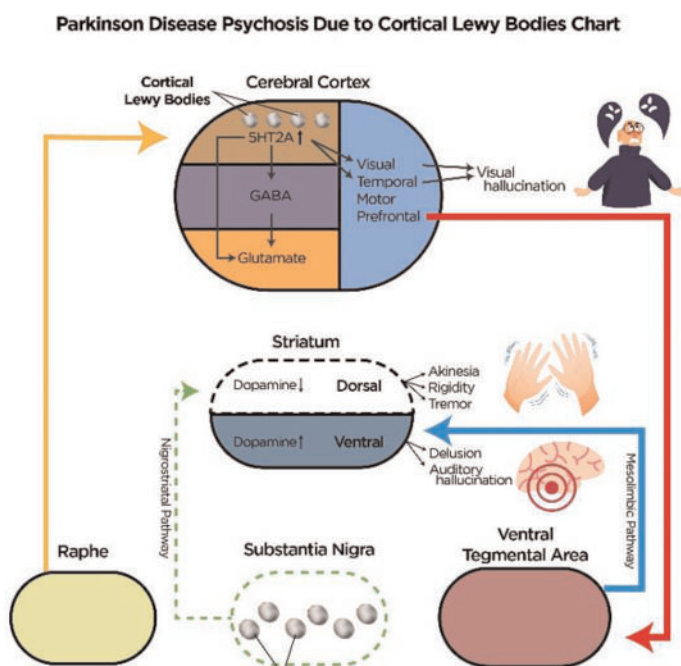 Parkinson Disease Psychosis Due to Cortical Lewy Bodies Chart
Cortical
Lewy Bodies
Cerebral Cortex
5HT2A↑
GABA
Glutamate
Visual
Temporal
Motor
Prefrontal
Visual
hallucination
Striatum
Dopamine↓
Dorsal
Akinesia
Rigidity
Tremor
Dopamine↑
Ventral
Delusion
Auditory
hallucination
Nigrostriatal Pathway
Mesolimbic Pathway
Raphe
Substantia Nigra
Ventral
Tegmental Area